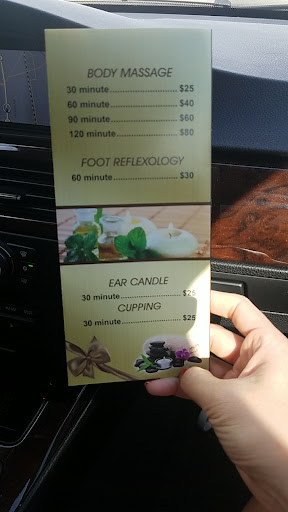 BODY MASSAGE
30 minute..............................$25
60 minute..............................$40
90 minute..............................$60
120 minute............................$80
FOOT REFLEXOLOGY
60 minute............................$30
EAR CANDLE
30 minute.........................$25
CUPPING
30 minute.........................$25